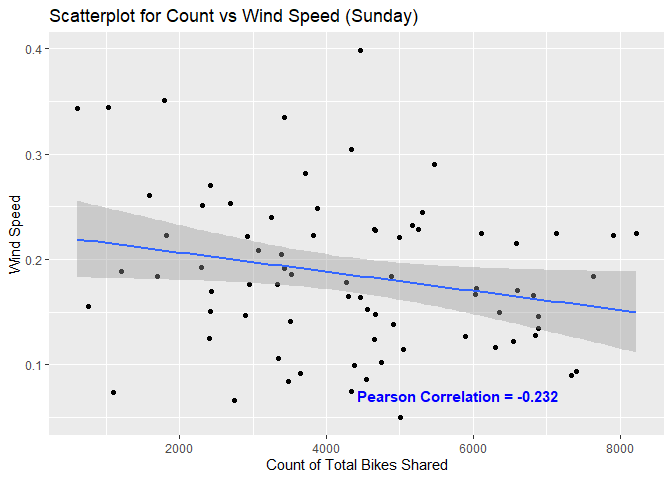 Scatterplot for Count vs Wind Speed (Sunday)
0.4
0.3
0.2
0.1
Wind Speed
Pearson Correlation = -0.232
2000 4000 6000 8000
Count of Total Bikes Shared